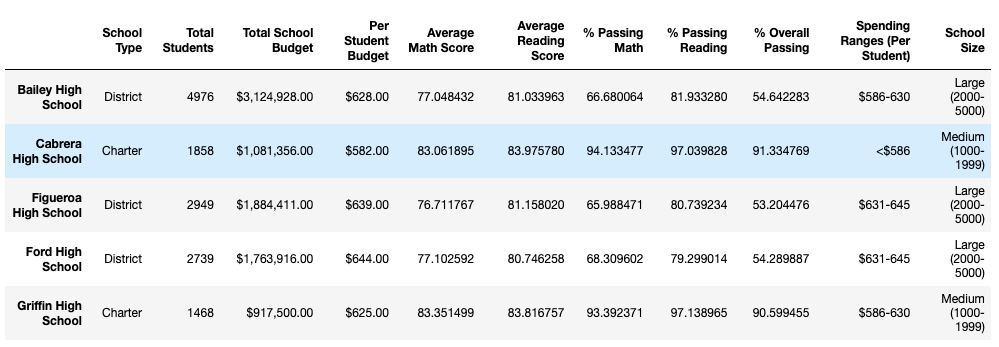 School Type Total Students Total School Budget Per Student Budget Average Math Score Average Reading Score % Passing Math % Passing Reading % Overall Passing Spending Ranges (Per Student) School Size
Bailey High School District 4976 $3,124,928.00 $628.00 77.048432 81.033963 66.680064 81.933280 54.642283 $586-630 Large (2000-5000)
Cabrera High School Charter 1858 $1,081,356.00 $582.00 83.061895 83.975780 94.133477 97.039828 91.334769 <$586 Medium (1000-1999)
Figueroa High School District 2949 $1,884,411.00 $639.00 76.711767 81.158020 65.988471 80.739234 53.204476 $631-645 Large (2000-5000)
Ford High School District 2739 $1,763,916.00 $644.00 77.102592 80.746258 68.309602 79.299014 54.289887 $631-645 Large (2000-5000)
Griffin High School Charter 1468 $917,500.00 $625.00 83.351499 83.816757 93.392371 97.138965 90.599455 $586-630 Medium (1000-1999)